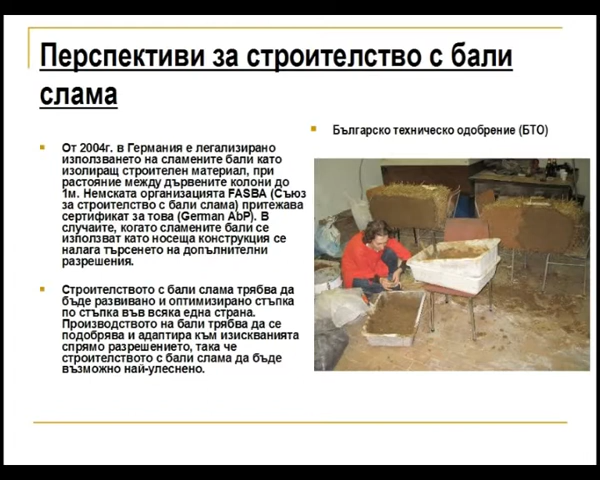 Перспективи за строителство с бали
слама
От 2004г. в Германия е легализирано
използването на сламените бали като
изолиращ строителен материал, при
растояние между дървените колони до
1м. Немската организацията FASBA (Съюз
за строителство с бали слама) притежава
сертификат за това (German AbP). В
случаите, когато сламените бали се
използват като носеща конструкция се
налага търсенето на допълнителни
разрешения.
Строителството с бали слама трябва да
бъде развивано и оптимизирано стъпка
по стъпка във всяка една страна.
Производството на бали трябва да се
подобрява и адаптира към изискванията
спрямо разрешението, така че
строителството с бали слама да бъде
възможно най-улеснено.
Българско техническо одобрение (БТО)